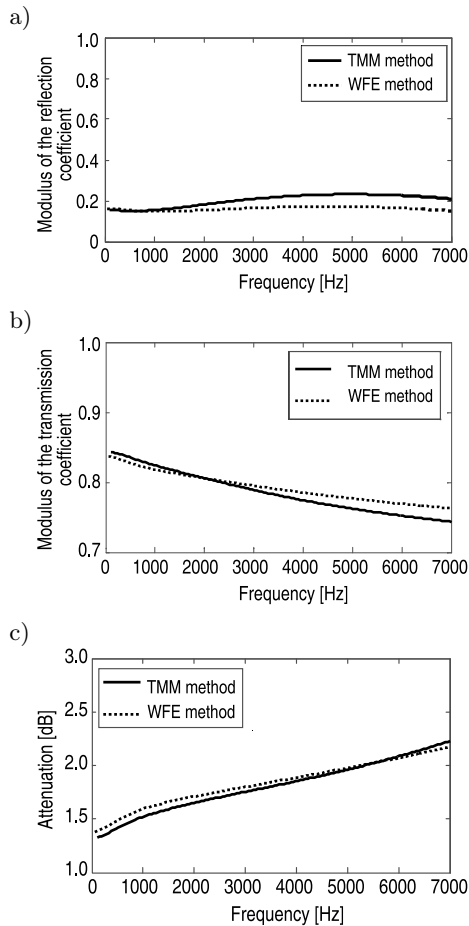 a)
Modulus of the reflection
coefficient
1.0
0.8
0.6
0.4
0.2
0
TMM method
WFE method
0 1000 2000 3000 4000 5000 6000 7000
Frequency [Hz]
b)
Modulus of the transmission
coefficient
1.0
0.9
0.8
0.7
TMM method
WFE method
0 1000 2000 3000 4000 5000 6000 7000
Frequency [Hz]
c)
Attenuation [dB]
3.0
2.5
2.0
1.5
1.0
TMM method
WFE method
0 1000 2000 3000 4000 5000 6000 7000
Frequency [Hz]